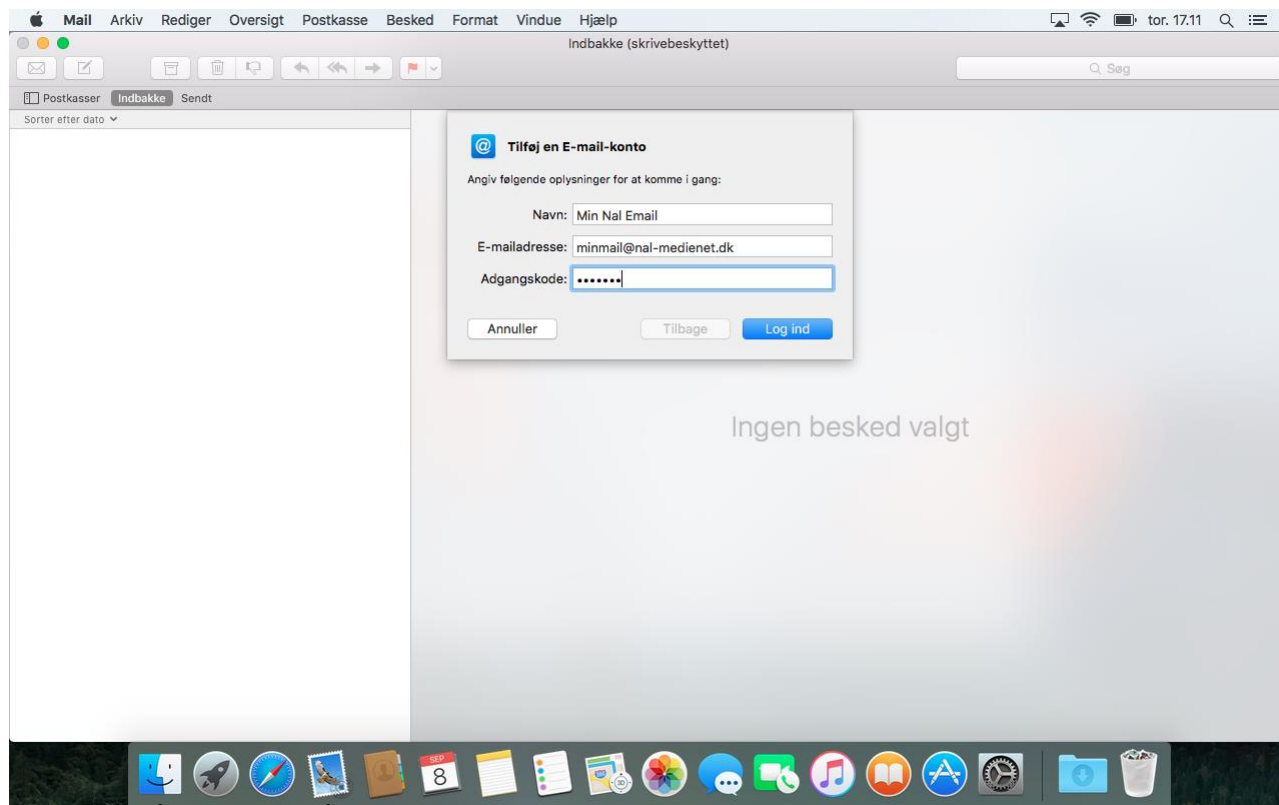 Mail Arkiv Rediger Oversigt Postkasse Besked Format Vindue Hjælp tor. 17.11
Indbakke (skrivebeskyttet)
Søg
Postkasser Indbakke Sendt
Sorter efter dato
@ Tilføj en E-mail-konto
Angiv følgende oplysninger for at komme i gang:
Navn: Min Nal Email
E-mailadresse: minmail@nal-medienet.dk
Adgangskode: •••••••
Annuller Tilbage Log ind
Ingen besked valgt
SEP
8
3D